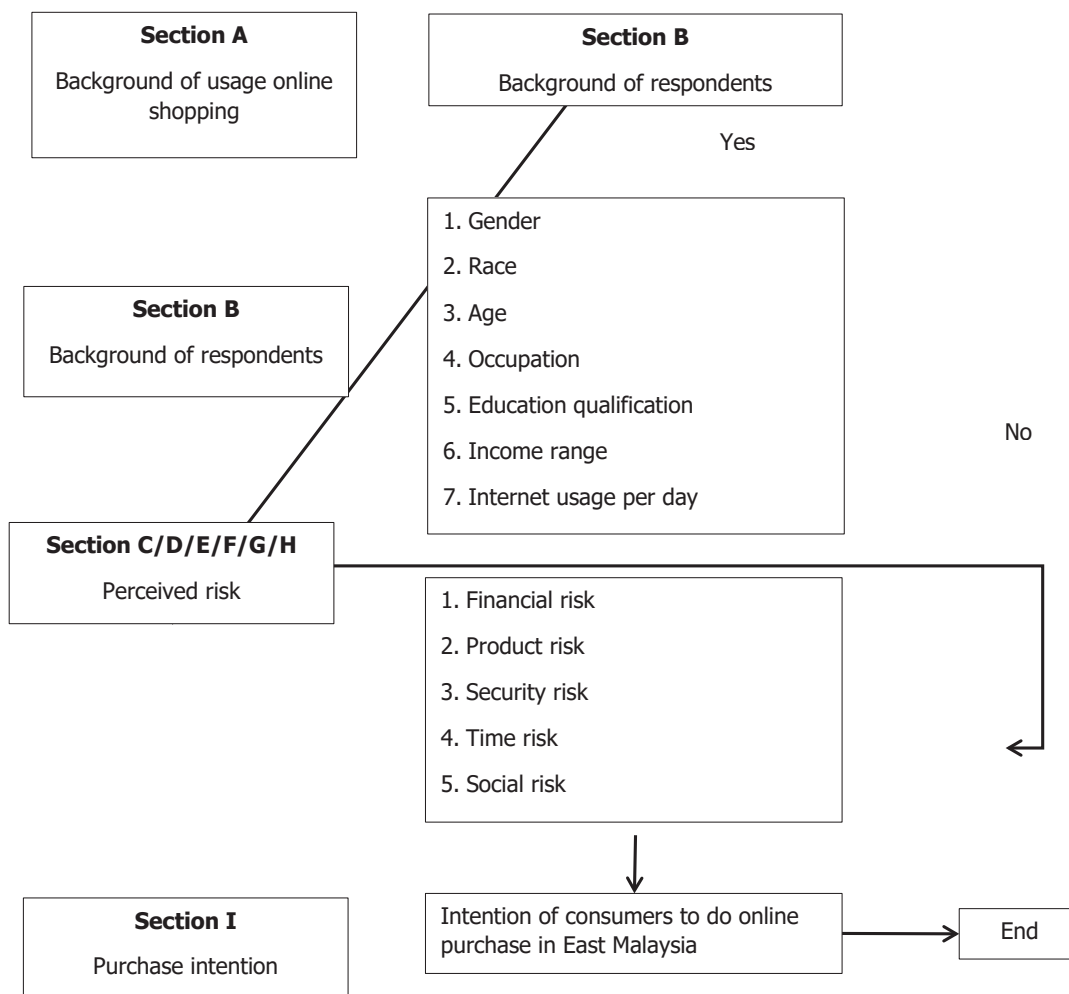 Section A
Background of usage online
shopping
Section B
Background of respondents
Yes
1. Gender
2. Race
3. Age
4. Occupation
5. Education qualification
6. Income range
7. Internet usage per day
Section B
Background of respondents
No
Section C/D/E/F/G/H
Perceived risk
1. Financial risk
2. Product risk
3. Security risk
4. Time risk
5. Social risk
Section I
Purchase intention
Intention of consumers to do online
purchase in East Malaysia
End